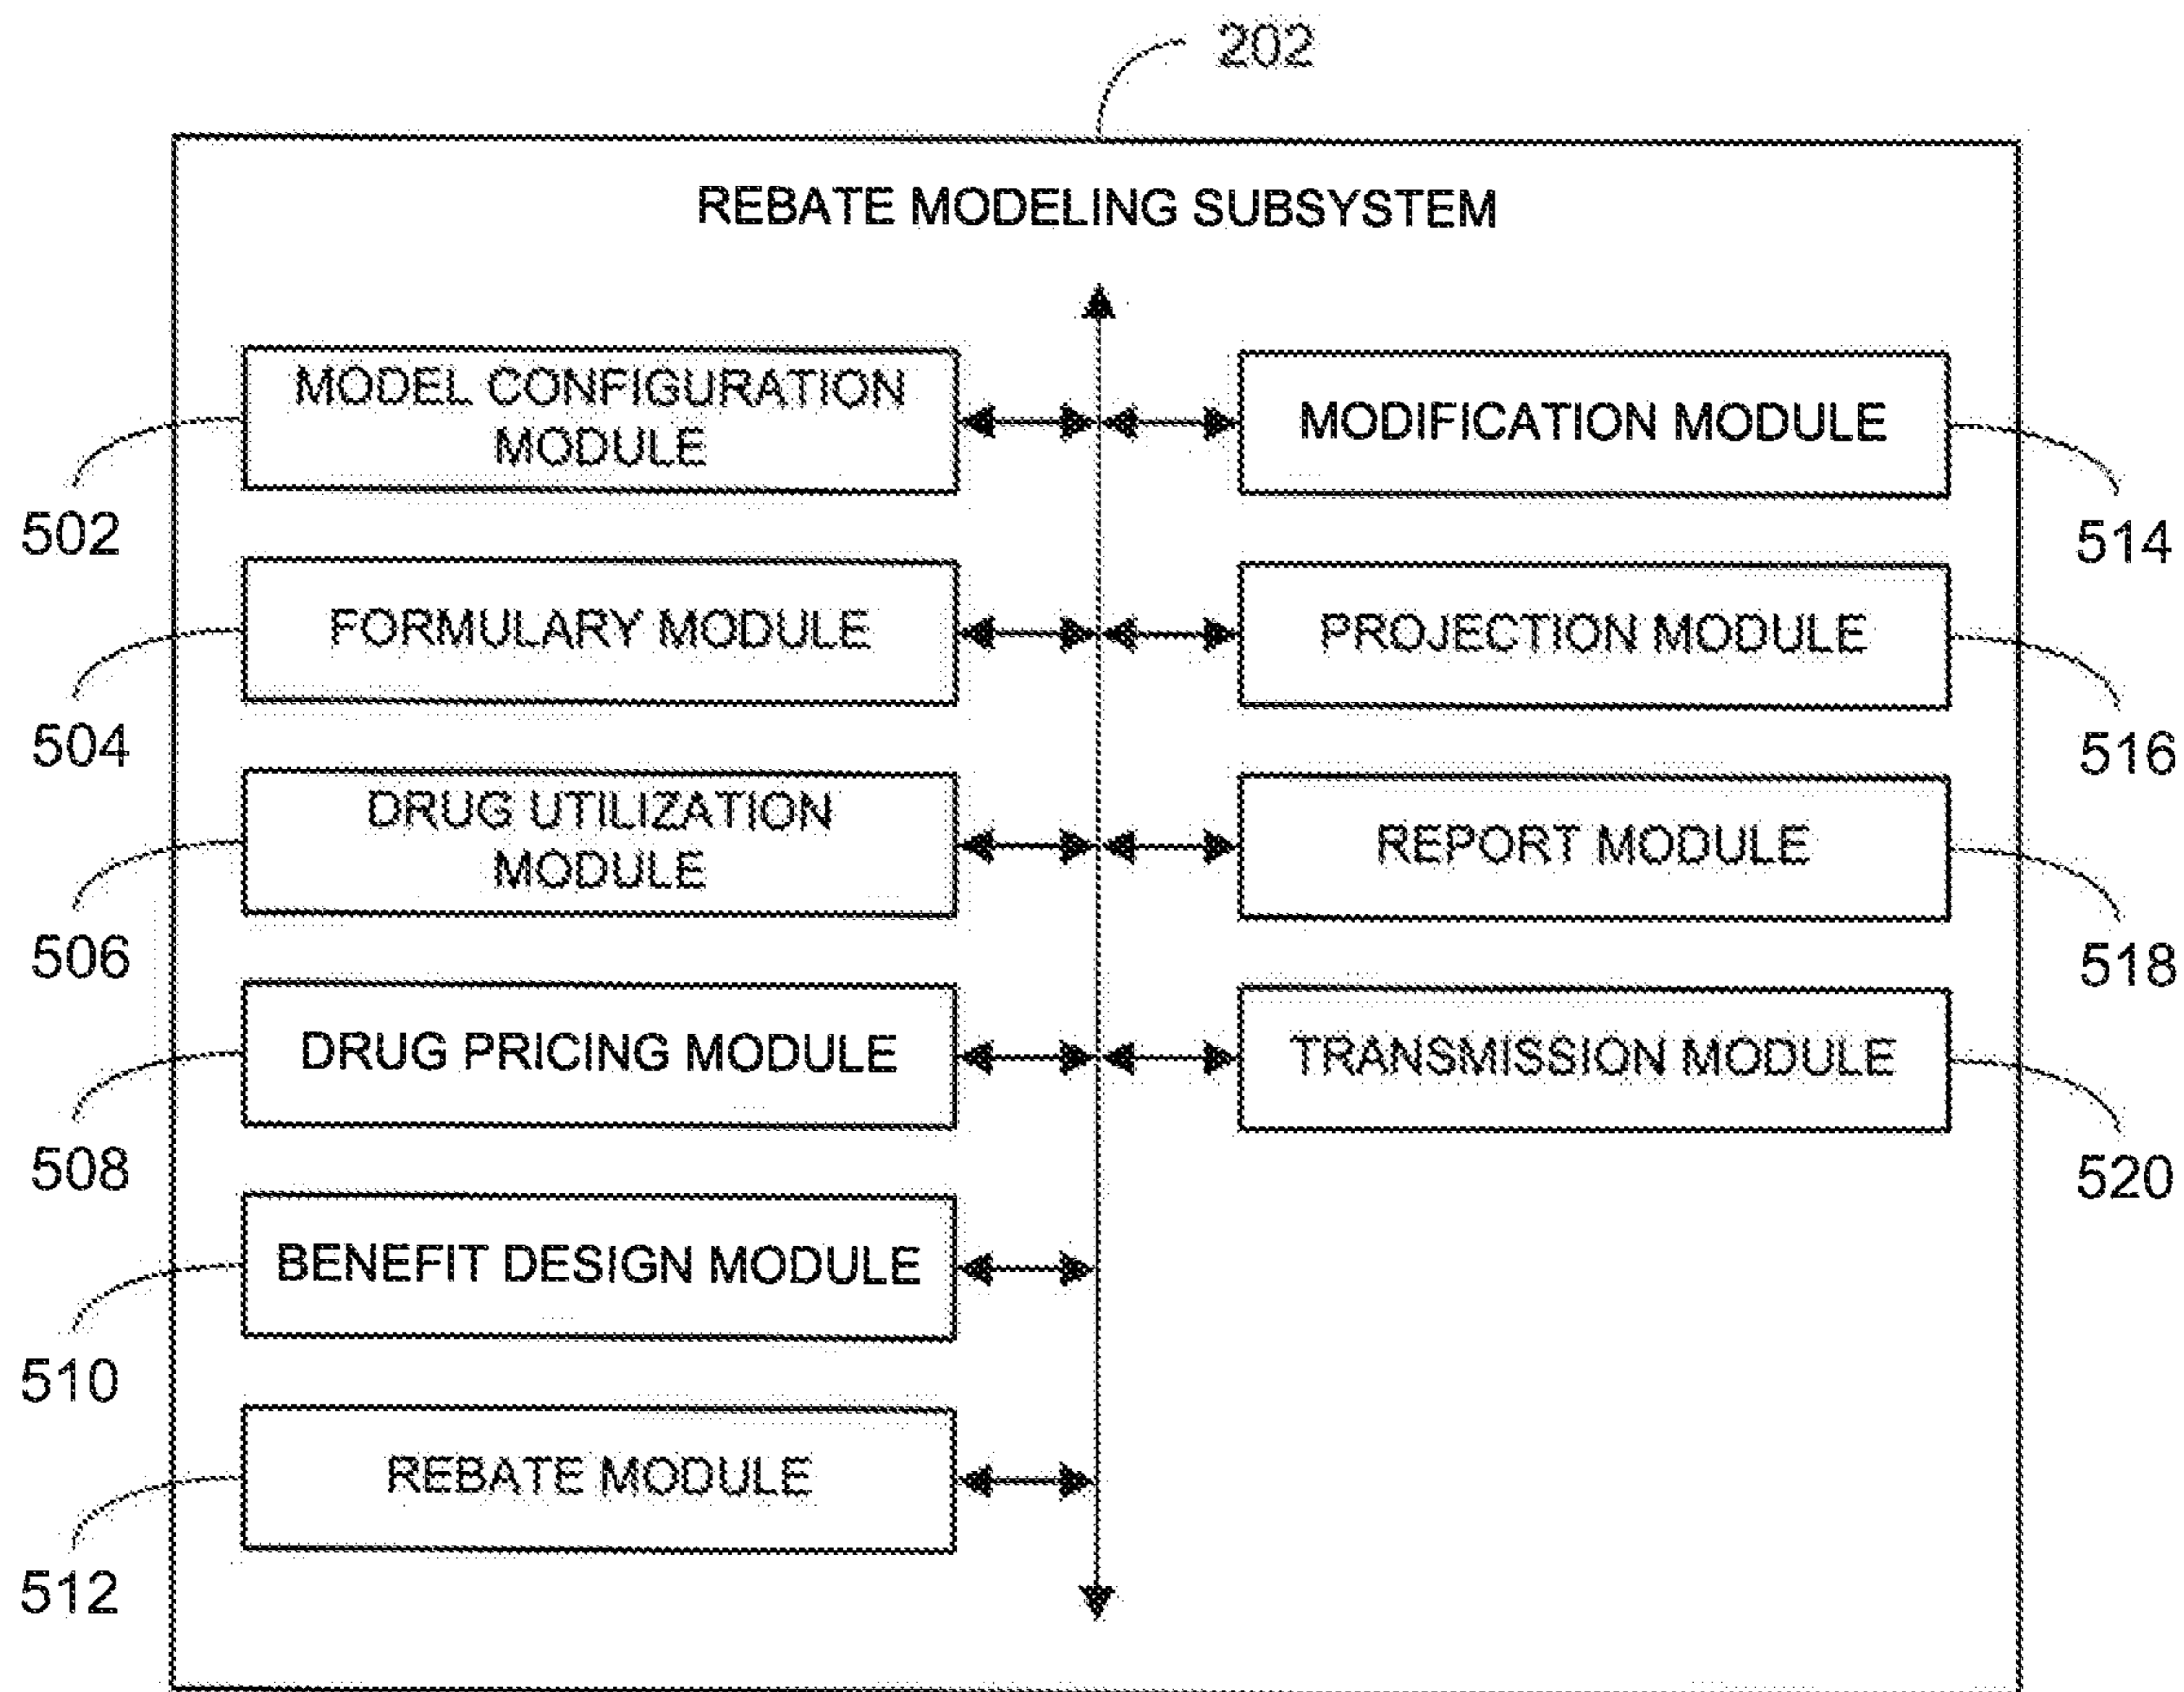 202
REBATE MODELING SUBSYSTEM
MODEL CONFIGURATION
MODULE
502
MODIFICATION MODULE
514
FORMULARY MODULE
504
PROJECTION MODULE
516
DRUG UTILIZATION
MODULE
506
REPORT MODULE
518
DRUG PRICING MODULE
508
TRANSMISSION MODULE
520
BENEFIT DESIGN MODULE
510
REBATE MODULE
512